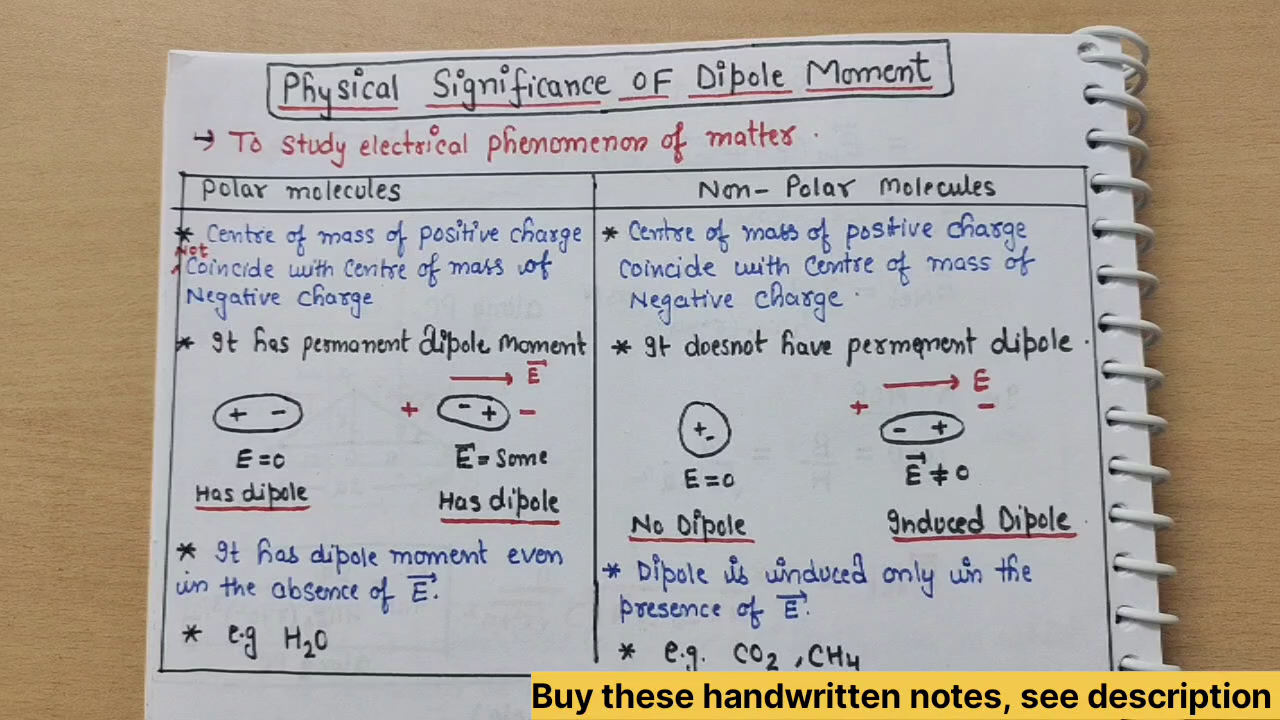 Physical Significance OF Dipole Moment
→ To study electrical phenomenon of matter.
Polar molecules
* Centre of mass of positive charge
Not
Coincide with Centre of mass of
Negative charge
* It has permanent dipole moment
→ E
+ - + - + -
E = 0 E = Some
Has dipole Has dipole
* It has dipole moment even
in the absence of E.
* e.g H₂O
Non-Polar Molecules
* Centre of mass of positive charge
coincide with Centre of mass of
Negative charge.
* It doesnot have permenent dipole.
→ E
+ - + - + -
E = 0 E ≠ 0
No Dipole Induced Dipole
* Dipole is induced only in the
presence of E.
* e.g. CO₂, CH₄
Buy these handwritten notes, see description